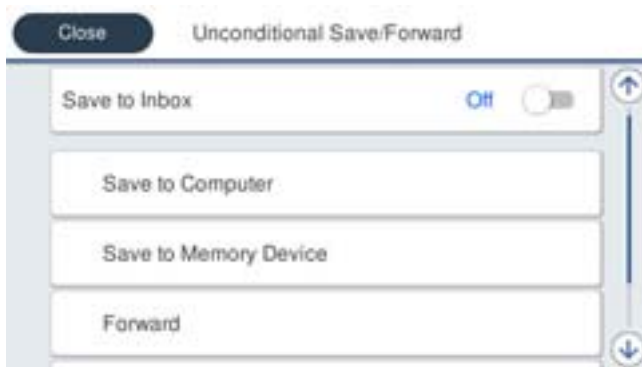 Close
Unconditional Save/Forward
Save to Inbox
Off
Save to Computer
Save to Memory Device
Forward